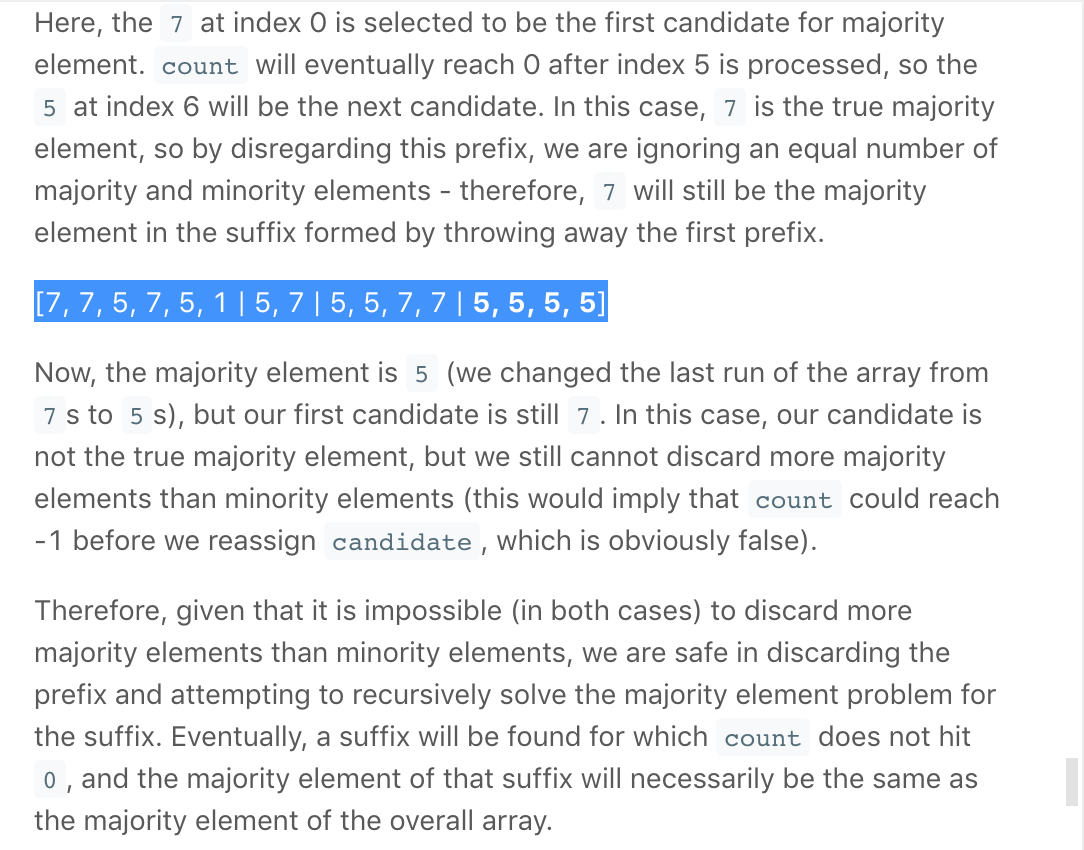 Here, the 7 at index 0 is selected to be the first candidate for majority
element. count will eventually reach 0 after index 5 is processed, so the
5 at index 6 will be the next candidate. In this case, 7 is the true majority
element, so by disregarding this prefix, we are ignoring an equal number of
majority and minority elements - therefore, 7 will still be the majority
element in the suffix formed by throwing away the first prefix.
[7, 7, 5, 7, 5, 1 | 5, 7 | 5, 5, 7, 7 | 5, 5, 5, 5]
Now, the majority element is 5 (we changed the last run of the array from
7 s to 5 s), but our first candidate is still 7. In this case, our candidate is
not the true majority element, but we still cannot discard more majority
elements than minority elements (this would imply that count could reach
-1 before we reassign candidate, which is obviously false).
Therefore, given that it is impossible (in both cases) to discard more
majority elements than minority elements, we are safe in discarding the
prefix and attempting to recursively solve the majority element problem for
the suffix. Eventually, a suffix will be found for which count does not hit
0, and the majority element of that suffix will necessarily be the same as
the majority element of the overall array.